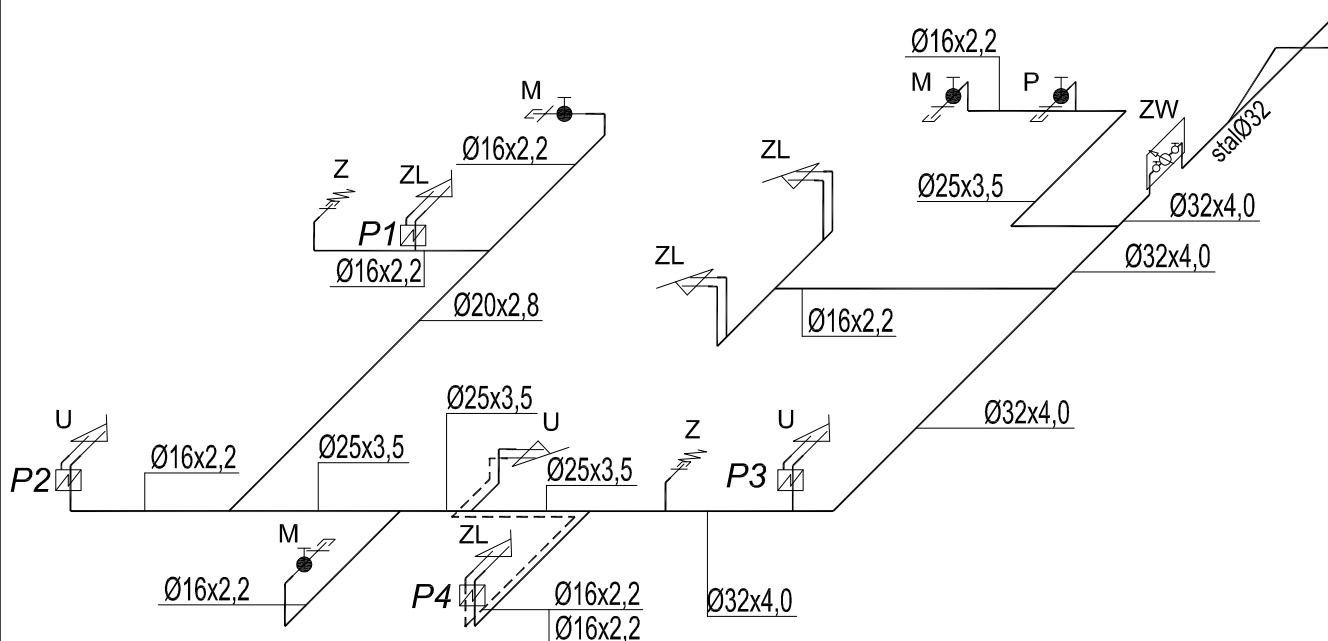 Ø16x2,2
M
P
M
ZW
stalØ32
Ø16x2,2
ZL
Z
ZL
Ø25x3,5
Ø32x4,0
P1
ZL
Ø32x4,0
Ø16x2,2
Ø20x2,8
Ø16x2,2
Ø25x3,5
U
U
Z
U
Ø32x4,0
Ø16x2,2
Ø25x3,5
Ø25x3,5
P2
P3
M
ZL
Ø16x2,2
P4
Ø16x2,2
Ø32x4,0
Ø16x2,2